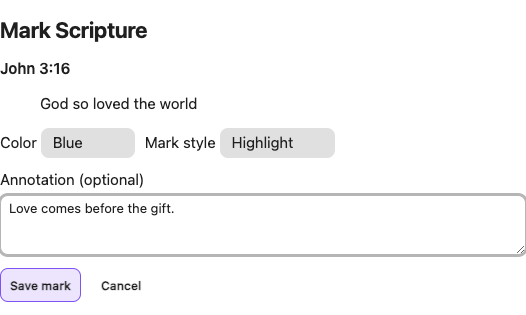 Mark Scripture
John 3:16
God so loved the world
Color Blue Mark style Highlight
Annotation (optional)
Love comes before the gift.
Save mark Cancel